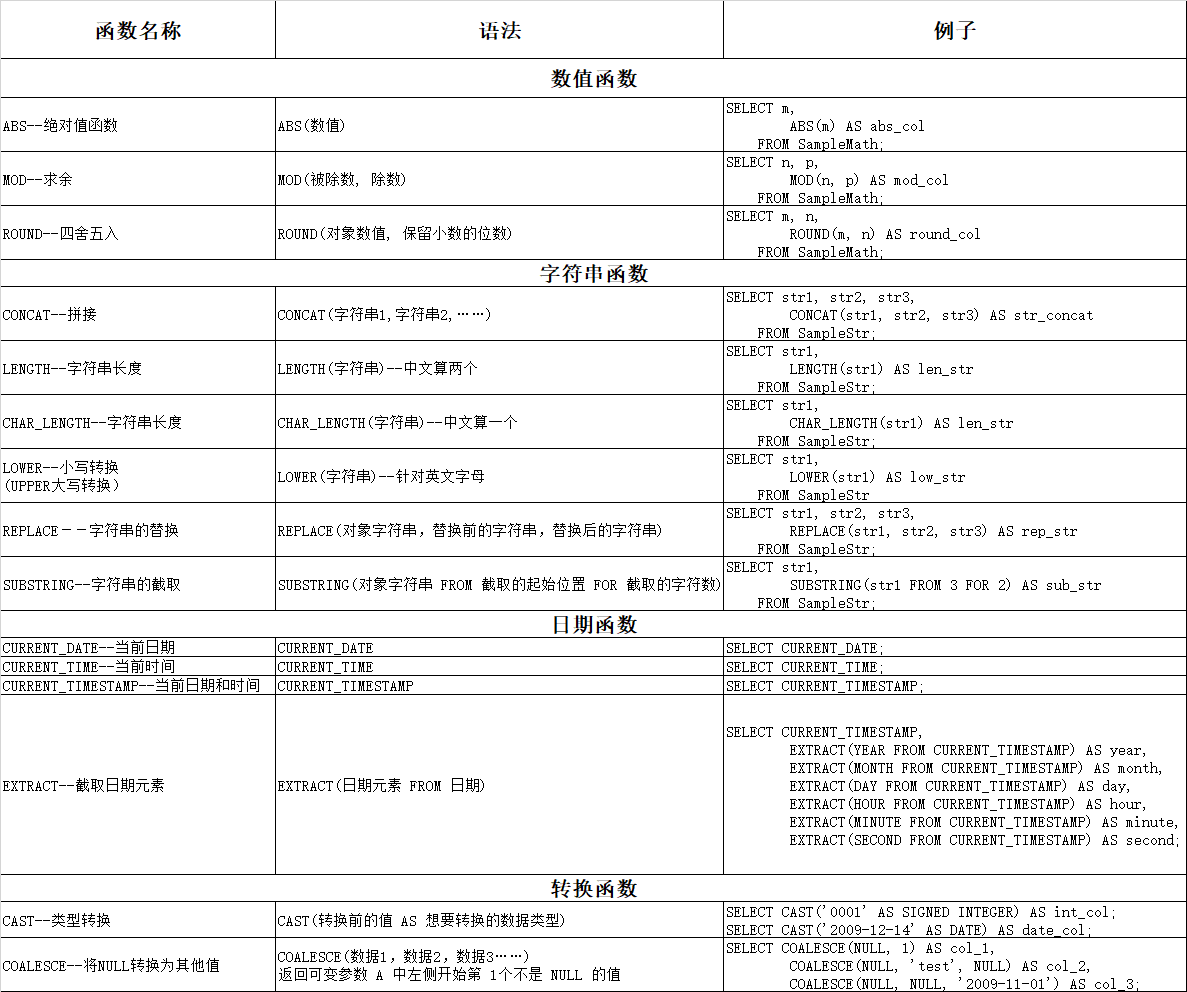 函数名称 语法 例子
数值函数
ABS--绝对值函数 ABS(数值) SELECT m,
ABS(m) AS abs_col
FROM SampleMath;
MOD--求余 MOD(被除数, 除数) SELECT n, p,
MOD(n, p) AS mod_col
FROM SampleMath;
ROUND--四舍五入 ROUND(对象数值, 保留小数的位数) SELECT m, n,
ROUND(m, n) AS round_col
FROM SampleMath;
字符串函数
CONCAT--拼接 CONCAT(字符串1,字符串2,……) SELECT str1, str2, str3,
CONCAT(str1, str2, str3) AS str_concat
FROM SampleStr;
LENGTH--字符串长度 LENGTH(字符串)--中文算两个 SELECT str1,
LENGTH(str1) AS len_str
FROM SampleStr;
CHAR_LENGTH--字符串长度 CHAR_LENGTH(字符串)--中文算一个 SELECT str1,
CHAR_LENGTH(str1) AS len_str
FROM SampleStr;
LOWER--小写转换
(UPPER大写转换) LOWER(字符串)--针对英文字母 SELECT str1,
LOWER(str1) AS low_str
FROM SampleStr
REPLACE－－字符串的替换 REPLACE(对象字符串，替换前的字符串，替换后的字符串) SELECT str1, str2, str3,
REPLACE(str1, str2, str3) AS rep_str
FROM SampleStr;
SUBSTRING--字符串的截取 SUBSTRING(对象字符串 FROM 截取的起始位置 FOR 截取的字符数) SELECT str1,
SUBSTRING(str1 FROM 3 FOR 2) AS sub_str
FROM SampleStr;
日期函数
CURRENT_DATE--当前日期 CURRENT_DATE SELECT CURRENT_DATE;
CURRENT_TIME--当前时间 CURRENT_TIME SELECT CURRENT_TIME;
CURRENT_TIMESTAMP--当前日期和时间 CURRENT_TIMESTAMP SELECT CURRENT_TIMESTAMP;
EXTRACT--截取日期元素 EXTRACT(日期元素 FROM 日期) SELECT CURRENT_TIMESTAMP,
EXTRACT(YEAR FROM CURRENT_TIMESTAMP) AS year,
EXTRACT(MONTH FROM CURRENT_TIMESTAMP) AS month,
EXTRACT(DAY FROM CURRENT_TIMESTAMP) AS day,
EXTRACT(HOUR FROM CURRENT_TIMESTAMP) AS hour,
EXTRACT(MINUTE FROM CURRENT_TIMESTAMP) AS minute,
EXTRACT(SECOND FROM CURRENT_TIMESTAMP) AS second;
转换函数
CAST--类型转换 CAST(转换前的值 AS 想要转换的数据类型) SELECT CAST('0001' AS SIGNED INTEGER) AS int_col;
SELECT CAST('2009-12-14' AS DATE) AS date_col;
COALESCE--将NULL转换为其他值 COALESCE(数据1，数据2，数据3……)
返回可变参数 A 中左侧开始第 1个不是 NULL 的值 SELECT COALESCE(NULL, 1) AS col_1,
COALESCE(NULL, 'test', NULL) AS col_2,
COALESCE(NULL, NULL, '2009-11-01') AS col_3;